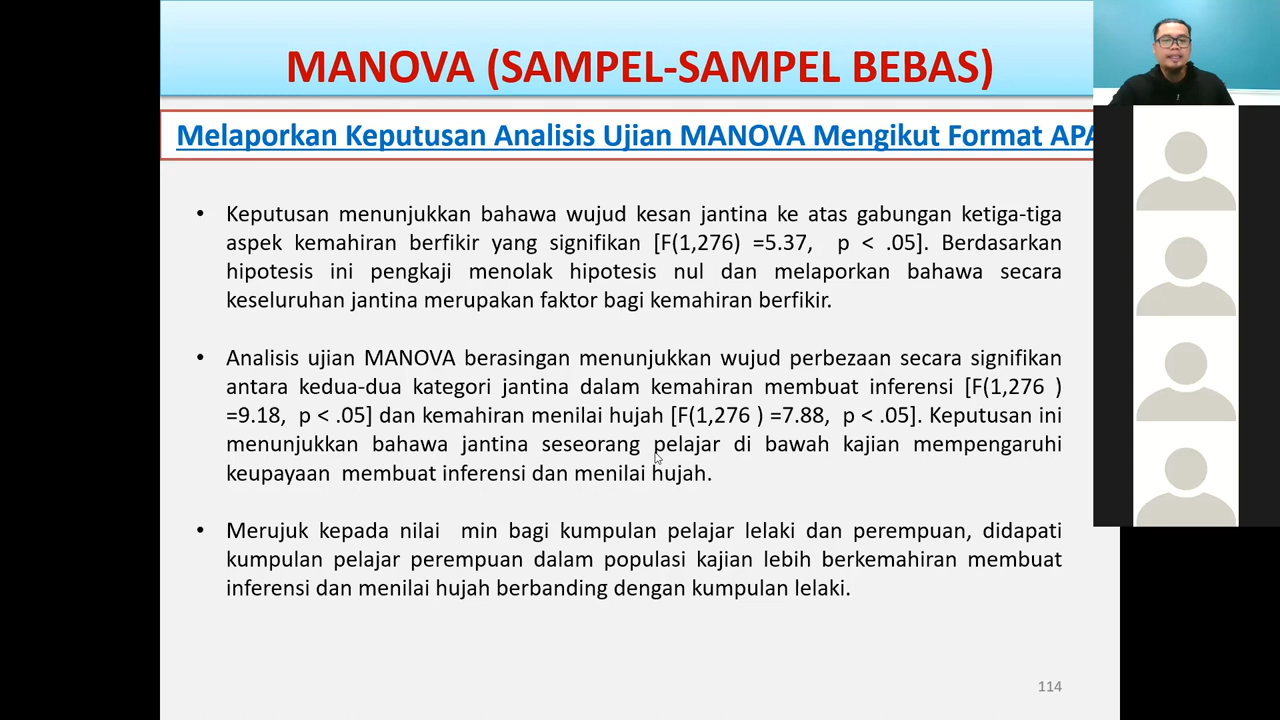 MANOVA (SAMPEL-SAMPEL BEBAS)
Melaporkan Keputusan Analisis Ujian MANOVA Mengikut Format APA
• Keputusan menunjukkan bahawa wujud kesan jantina ke atas gabungan ketiga-tiga
aspek kemahiran berfikir yang signifikan [F(1,276) =5.37, p < .05]. Berdasarkan
hipotesis ini pengkaji menolak hipotesis nul dan melaporkan bahawa secara
keseluruhan jantina merupakan faktor bagi kemahiran berfikir.
• Analisis ujian MANOVA berasingan menunjukkan wujud perbezaan secara signifikan
antara kedua-dua kategori jantina dalam kemahiran membuat inferensi [F(1,276 )
=9.18, p < .05] dan kemahiran menilai hujah [F(1,276 ) =7.88, p < .05]. Keputusan ini
menunjukkan bahawa jantina seseorang pelajar di bawah kajian mempengaruhi
keupayaan membuat inferensi dan menilai hujah.
• Merujuk kepada nilai min bagi kumpulan pelajar lelaki dan perempuan, didapati
kumpulan pelajar perempuan dalam populasi kajian lebih berkemahiran membuat
inferensi dan menilai hujah berbanding dengan kumpulan lelaki.
114